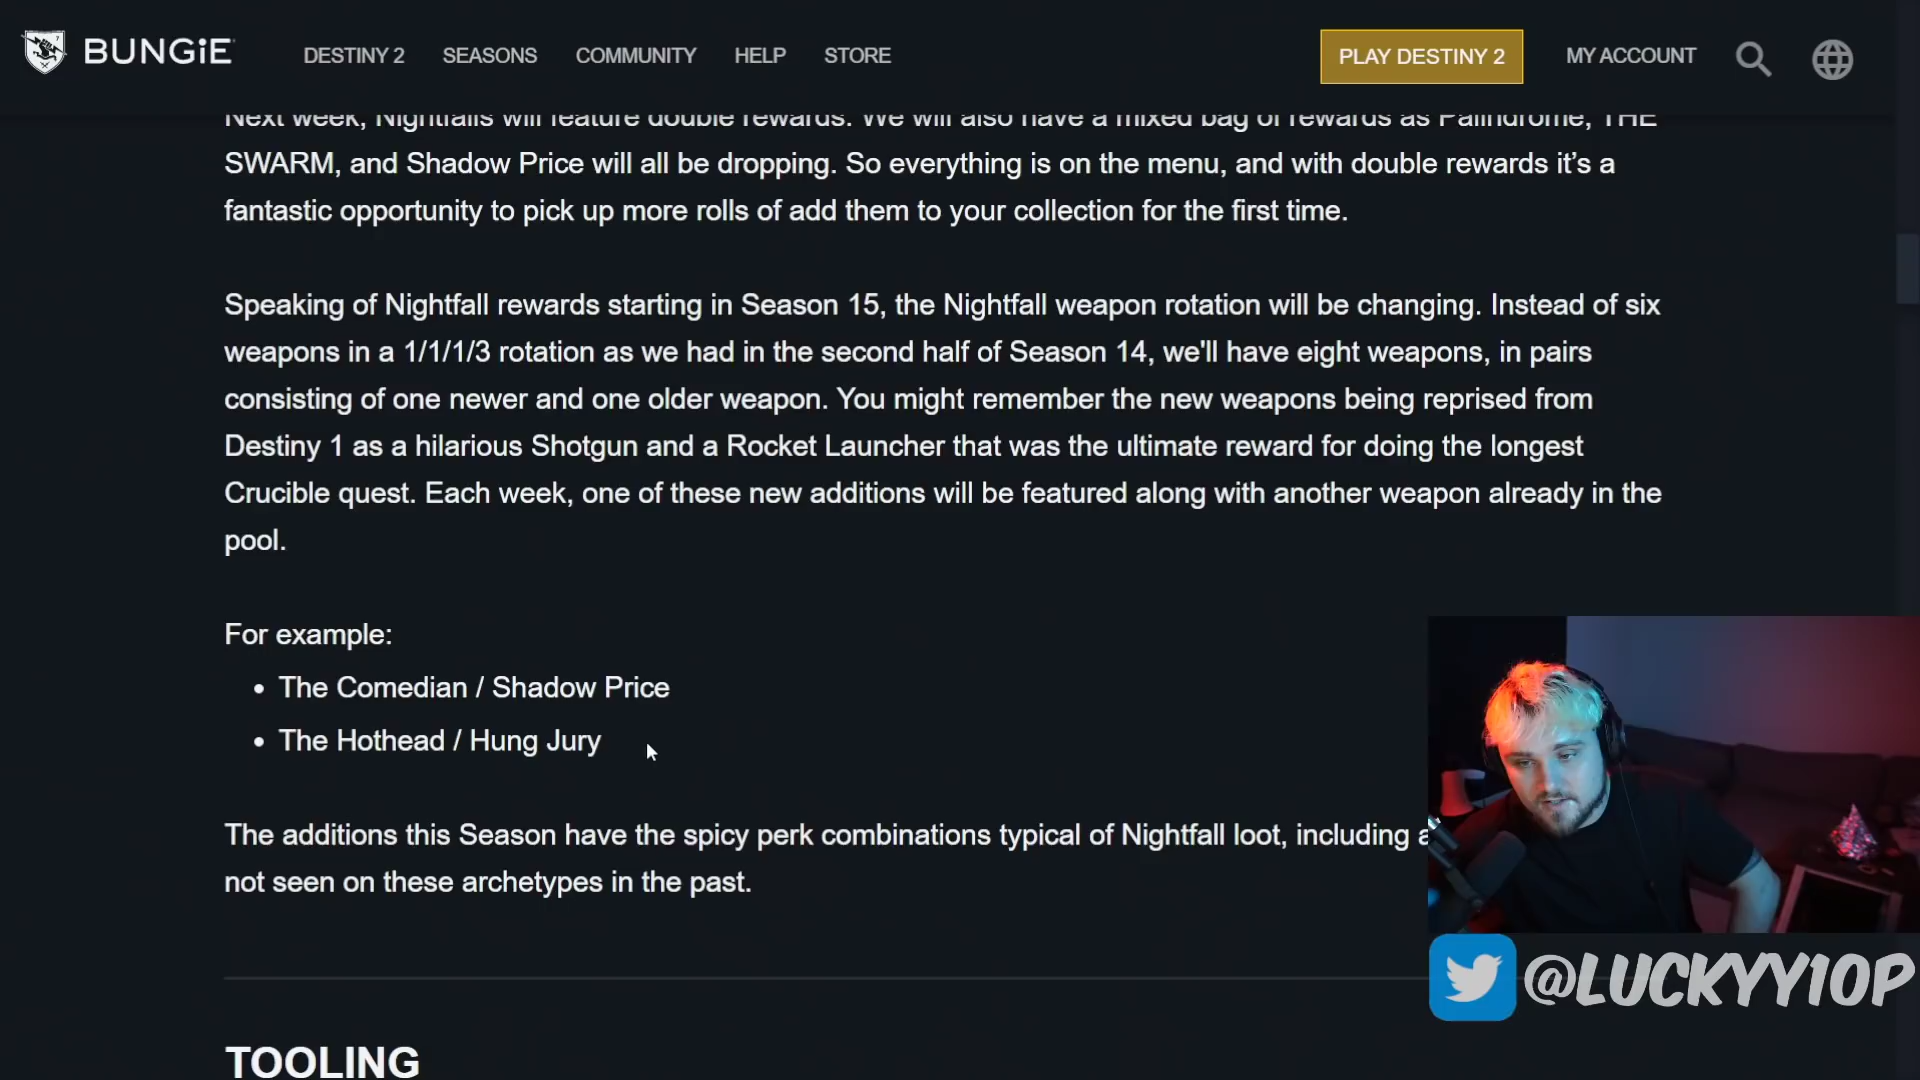 BUNGiE
DESTINY 2 SEASONS COMMUNITY HELP STORE
PLAY DESTINY 2
MY ACCOUNT
Next week, Nightfalls will feature double rewards. We will also have a mixed bag of rewards as Palindrome, THE
SWARM, and Shadow Price will all be dropping. So everything is on the menu, and with double rewards it’s a
fantastic opportunity to pick up more rolls of add them to your collection for the first time.
Speaking of Nightfall rewards starting in Season 15, the Nightfall weapon rotation will be changing. Instead of six
weapons in a 1/1/1/3 rotation as we had in the second half of Season 14, we'll have eight weapons, in pairs
consisting of one newer and one older weapon. You might remember the new weapons being reprised from
Destiny 1 as a hilarious Shotgun and a Rocket Launcher that was the ultimate reward for doing the longest
Crucible quest. Each week, one of these new additions will be featured along with another weapon already in the
pool.
For example:
• The Comedian / Shadow Price
• The Hothead / Hung Jury
The additions this Season have the spicy perk combinations typical of Nightfall loot, including
not seen on these archetypes in the past.
@LUCKYY10P
TOOLING